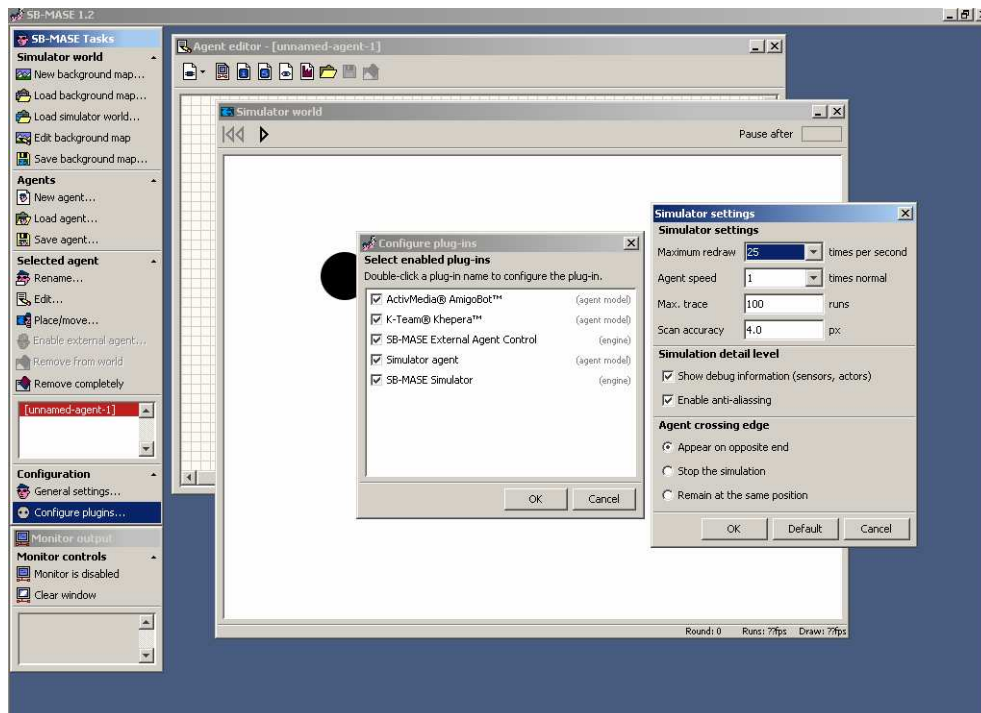 SB-MASE 1.2
SB-MASE Tasks
Simulator world
New background map...
Load background map...
Load simulator world...
Edit background map
Save background map...
Agents
New agent...
Load agent...
Save agent...
Selected agent
Rename...
Edit...
Place/move...
Enable external agent...
Remove from world
Remove completely
[unnamed-agent-1]
Configuration
General settings...
Configure plugins...
Monitor output
Monitor controls
Monitor is disabled
Clear window
Agent editor - [unnamed-agent-1]
Simulator world
Pause after
Configure plug-ins
Select enabled plug-ins
Double-click a plug-in name to configure the plug-in.
ActivMedia® AmigoBot™ (agent model)
K-Team® Khepera™ (agent model)
SB-MASE External Agent Control (engine)
Simulator agent (agent model)
SB-MASE Simulator (engine)
OK Cancel
Simulator settings
Simulator settings
Maximum redraw 25 times per second
Agent speed 1 times normal
Max. trace 100 runs
Scan accuracy 4.0 px
Simulation detail level
Show debug information (sensors, actors)
Enable anti-aliassing
Agent crossing edge
Appear on opposite end
Stop the simulation
Remain at the same position
OK Default Cancel
Round: 0 Runs: ??fps Draw: ??fps